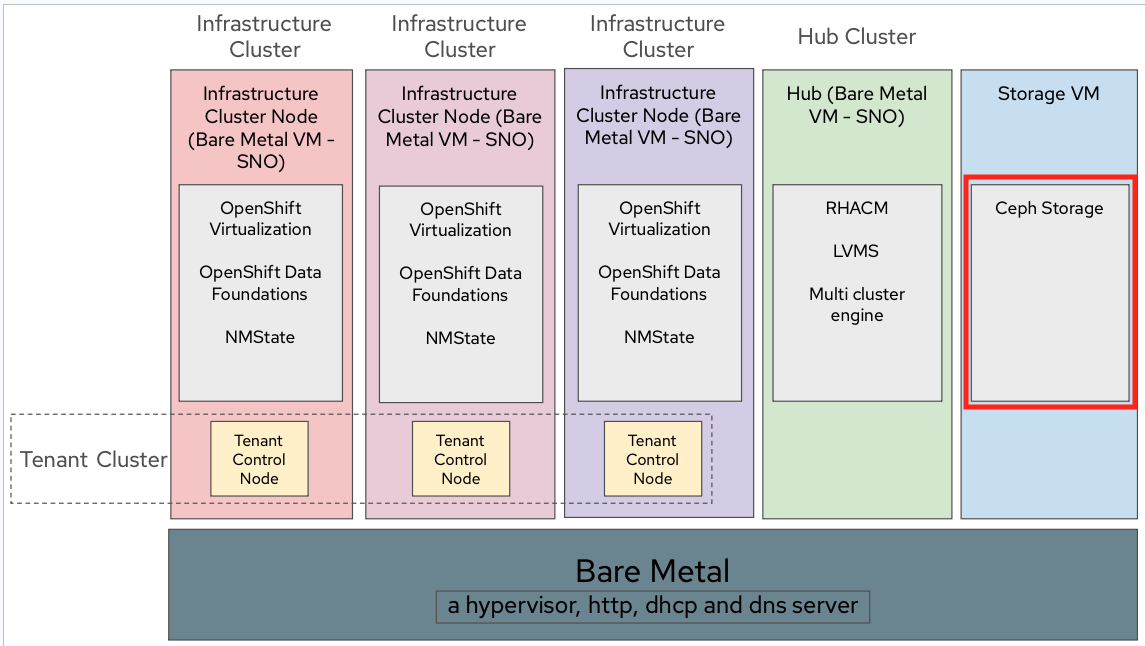 Infrastructure
Cluster
Infrastructure
Cluster
Infrastructure
Cluster
Hub Cluster
Infrastructure
Cluster Node
(Bare Metal VM -
SNO)
Infrastructure
Cluster Node (Bare
Metal VM - SNO)
Infrastructure
Cluster Node (Bare
Metal VM - SNO)
Hub (Bare Metal
VM - SNO)
Storage VM
OpenShift
Virtualization
OpenShift Data
Foundations
NMState
OpenShift
Virtualization
OpenShift Data
Foundations
NMState
OpenShift
Virtualization
OpenShift Data
Foundations
NMState
RHACM
LVMS
Multi cluster
engine
Ceph Storage
Tenant Cluster
Tenant
Control
Node
Tenant
Control
Node
Tenant
Control
Node
Bare Metal
a hypervisor, http, dhcp and dns server